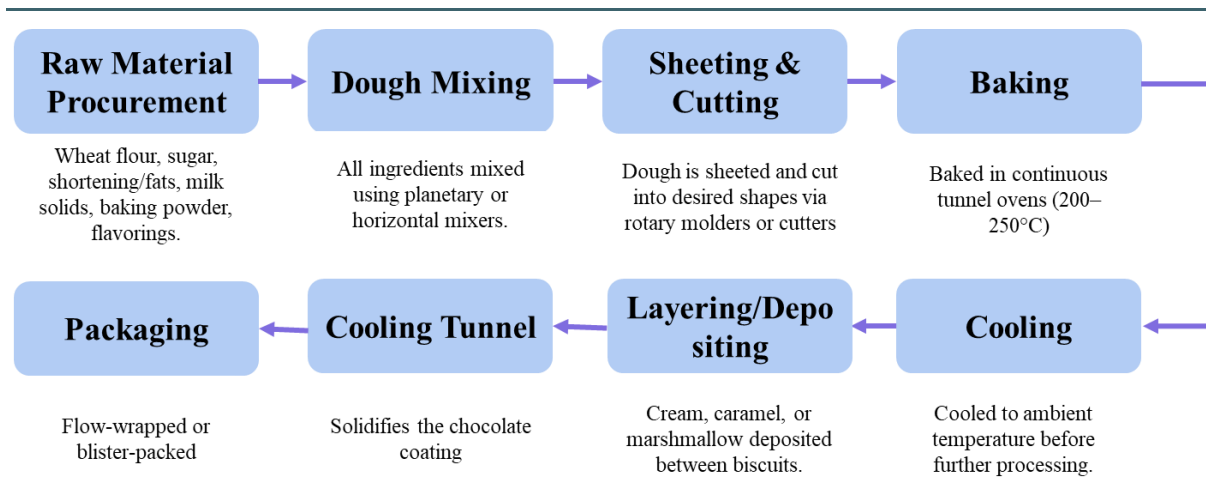 Raw Material
Procurement
Wheat flour, sugar,
shortening/fats, milk
solids, baking powder,
flavorings.
Dough Mixing
All ingredients mixed
using planetary or
horizontal mixers.
Sheeting &
Cutting
Dough is sheeted and cut
into desired shapes via
rotary molders or cutters
Baking
Baked in continuous
tunnel ovens (200–
250°C)
Cooling
Cooled to ambient
temperature before
further processing.
Layering/Depo
siting
Cream, caramel, or
marshmallow deposited
between biscuits.
Cooling Tunnel
Solidifies the chocolate
coating
Packaging
Flow-wrapped or
blister-packed